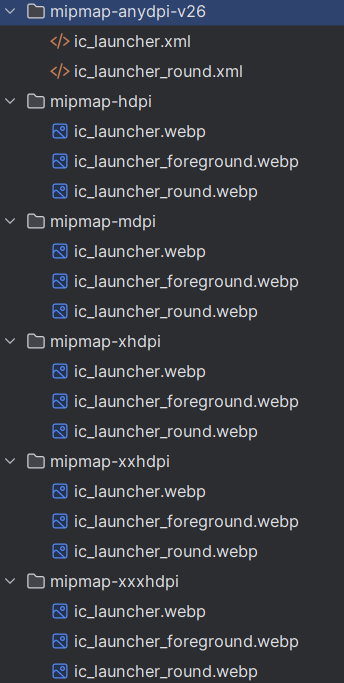 mipmap-anydpi-v26
ic_launcher.xml
ic_launcher_round.xml
mipmap-hdpi
ic_launcher.webp
ic_launcher_foreground.webp
ic_launcher_round.webp
mipmap-mdpi
ic_launcher.webp
ic_launcher_foreground.webp
ic_launcher_round.webp
mipmap-xhdpi
ic_launcher.webp
ic_launcher_foreground.webp
ic_launcher_round.webp
mipmap-xxhdpi
ic_launcher.webp
ic_launcher_foreground.webp
ic_launcher_round.webp
mipmap-xxxhdpi
ic_launcher.webp
ic_launcher_foreground.webp
ic_launcher_round.webp